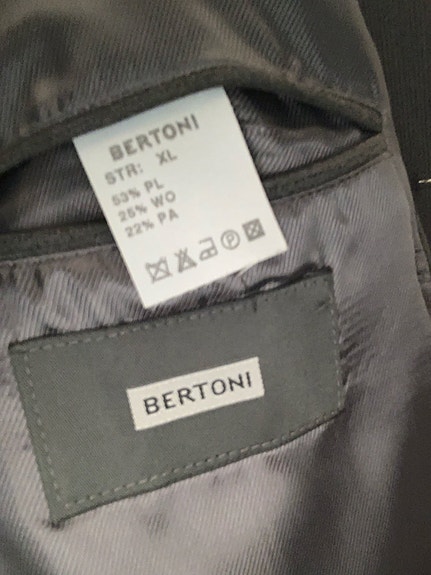 BERTONI
STR: XL
53% PL
25% WO
22% PA
P
BERTONI